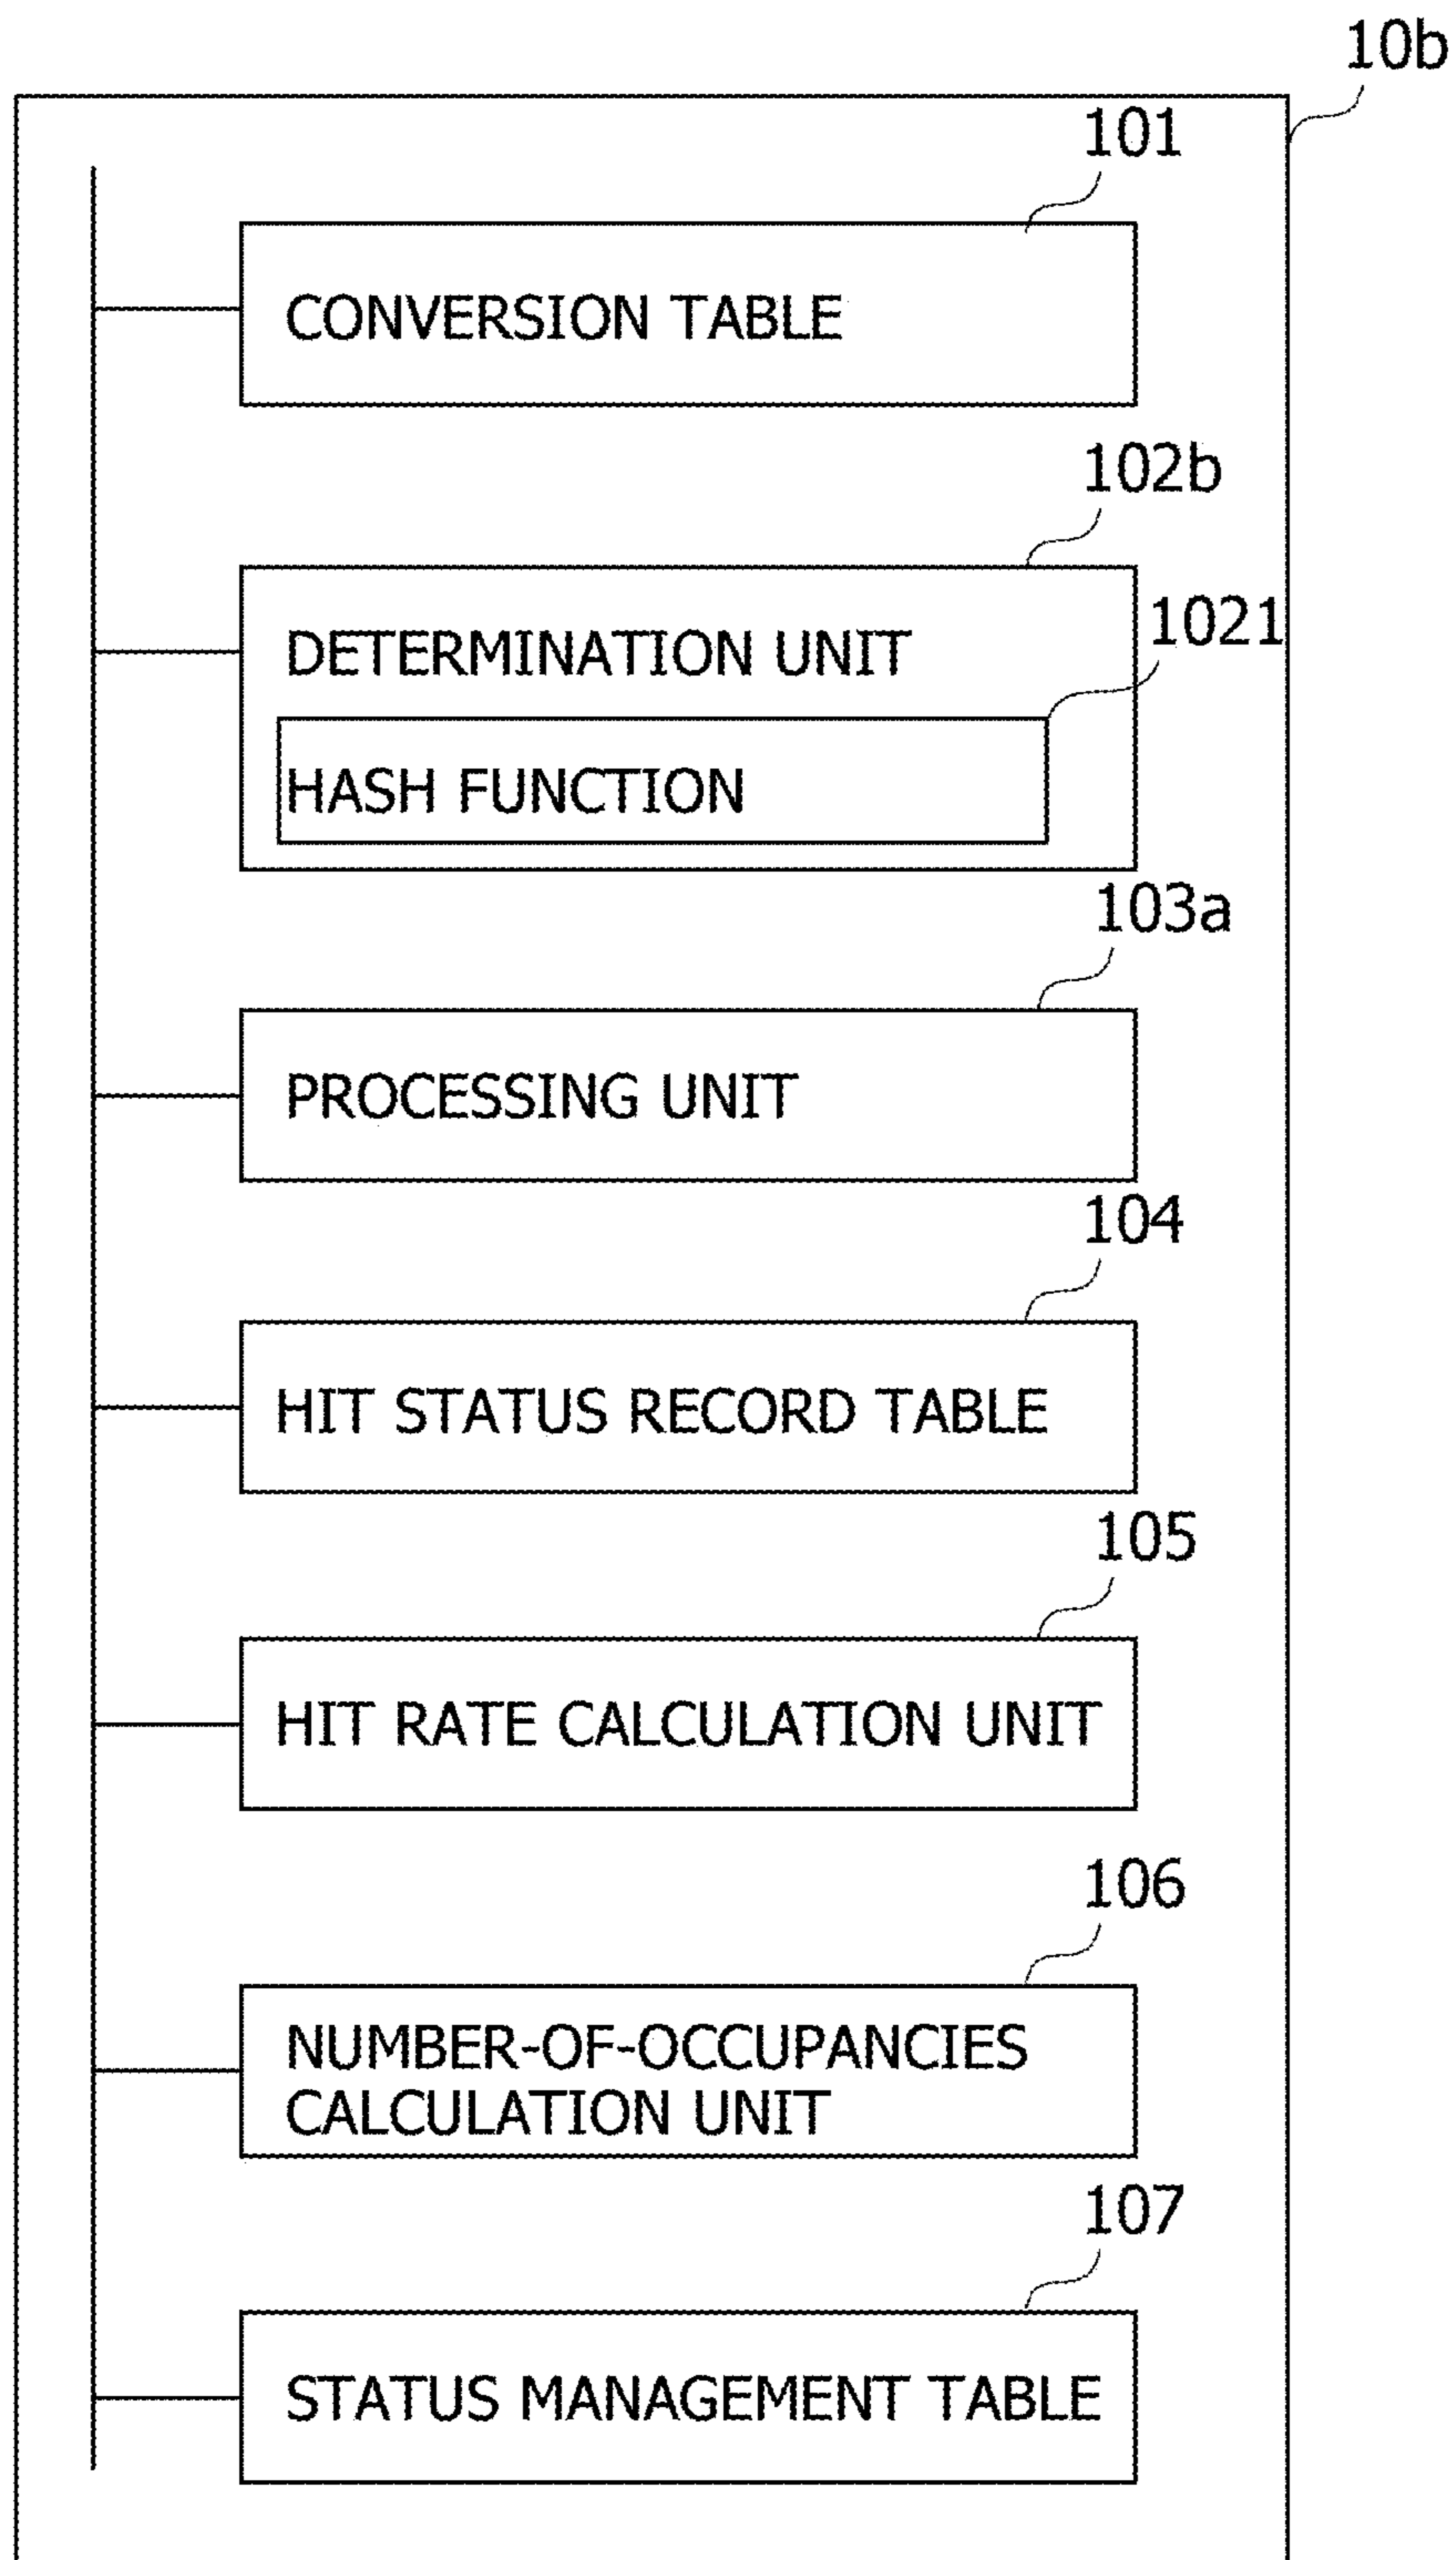 10b
101
CONVERSION TABLE
102b
DETERMINATION UNIT
1021
HASH FUNCTION
103a
PROCESSING UNIT
104
HIT STATUS RECORD TABLE
105
HIT RATE CALCULATION UNIT
106
NUMBER-OF-OCCUPANCIES
CALCULATION UNIT
107
STATUS MANAGEMENT TABLE